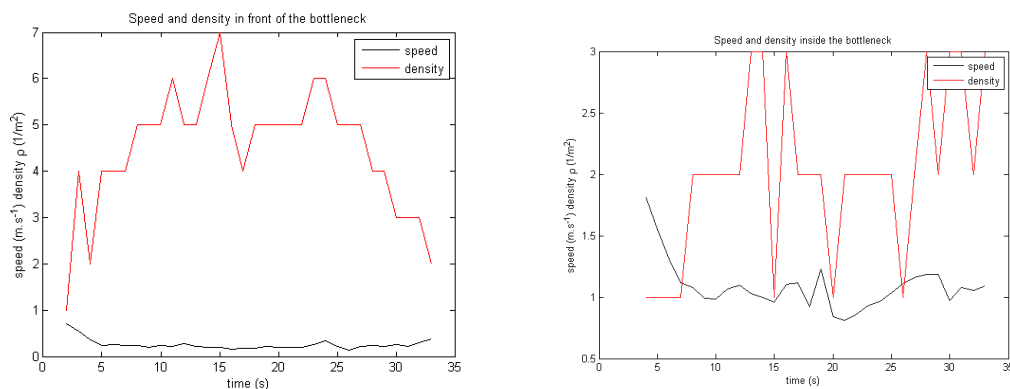 Speed and density in front of the bottleneck
7
6
5
4
3
2
1
0
speed (m.s⁻¹) density ρ (1/m²)
speed
density
0 5 10 15 20 25 30 35
time (s)
Speed and density inside the bottleneck
3
2.5
2
1.5
1
0.5
speed (m.s⁻¹) density ρ (1/m²)
speed
density
0 5 10 15 20 25 30 35
time (s)